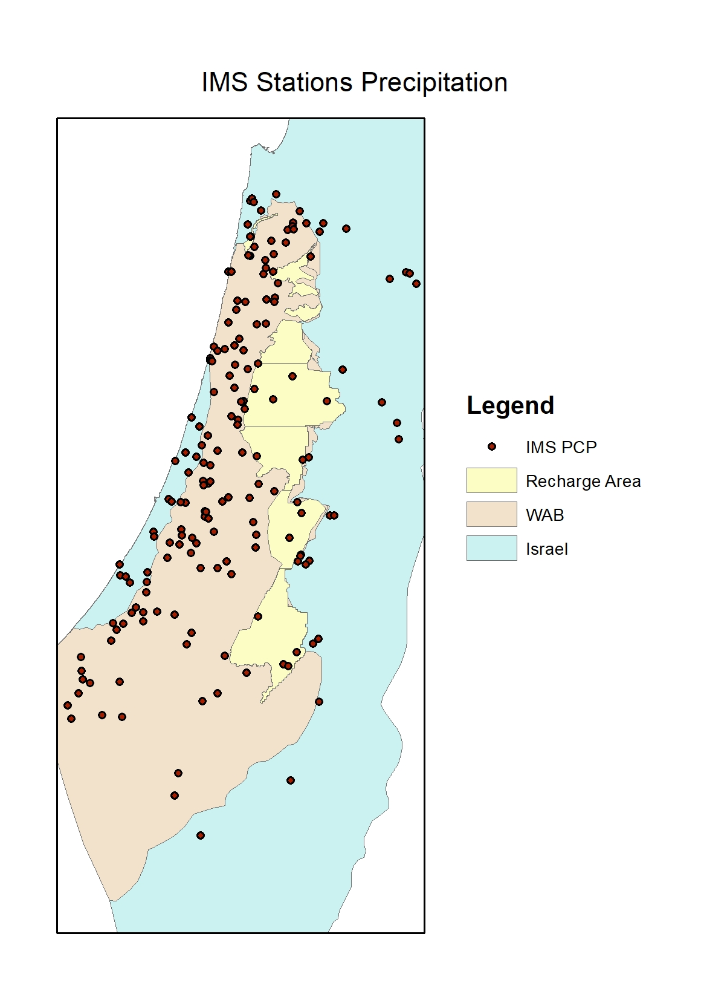 IMS Stations Precipitation
Legend
IMS PCP
Recharge Area
WAB
Israel